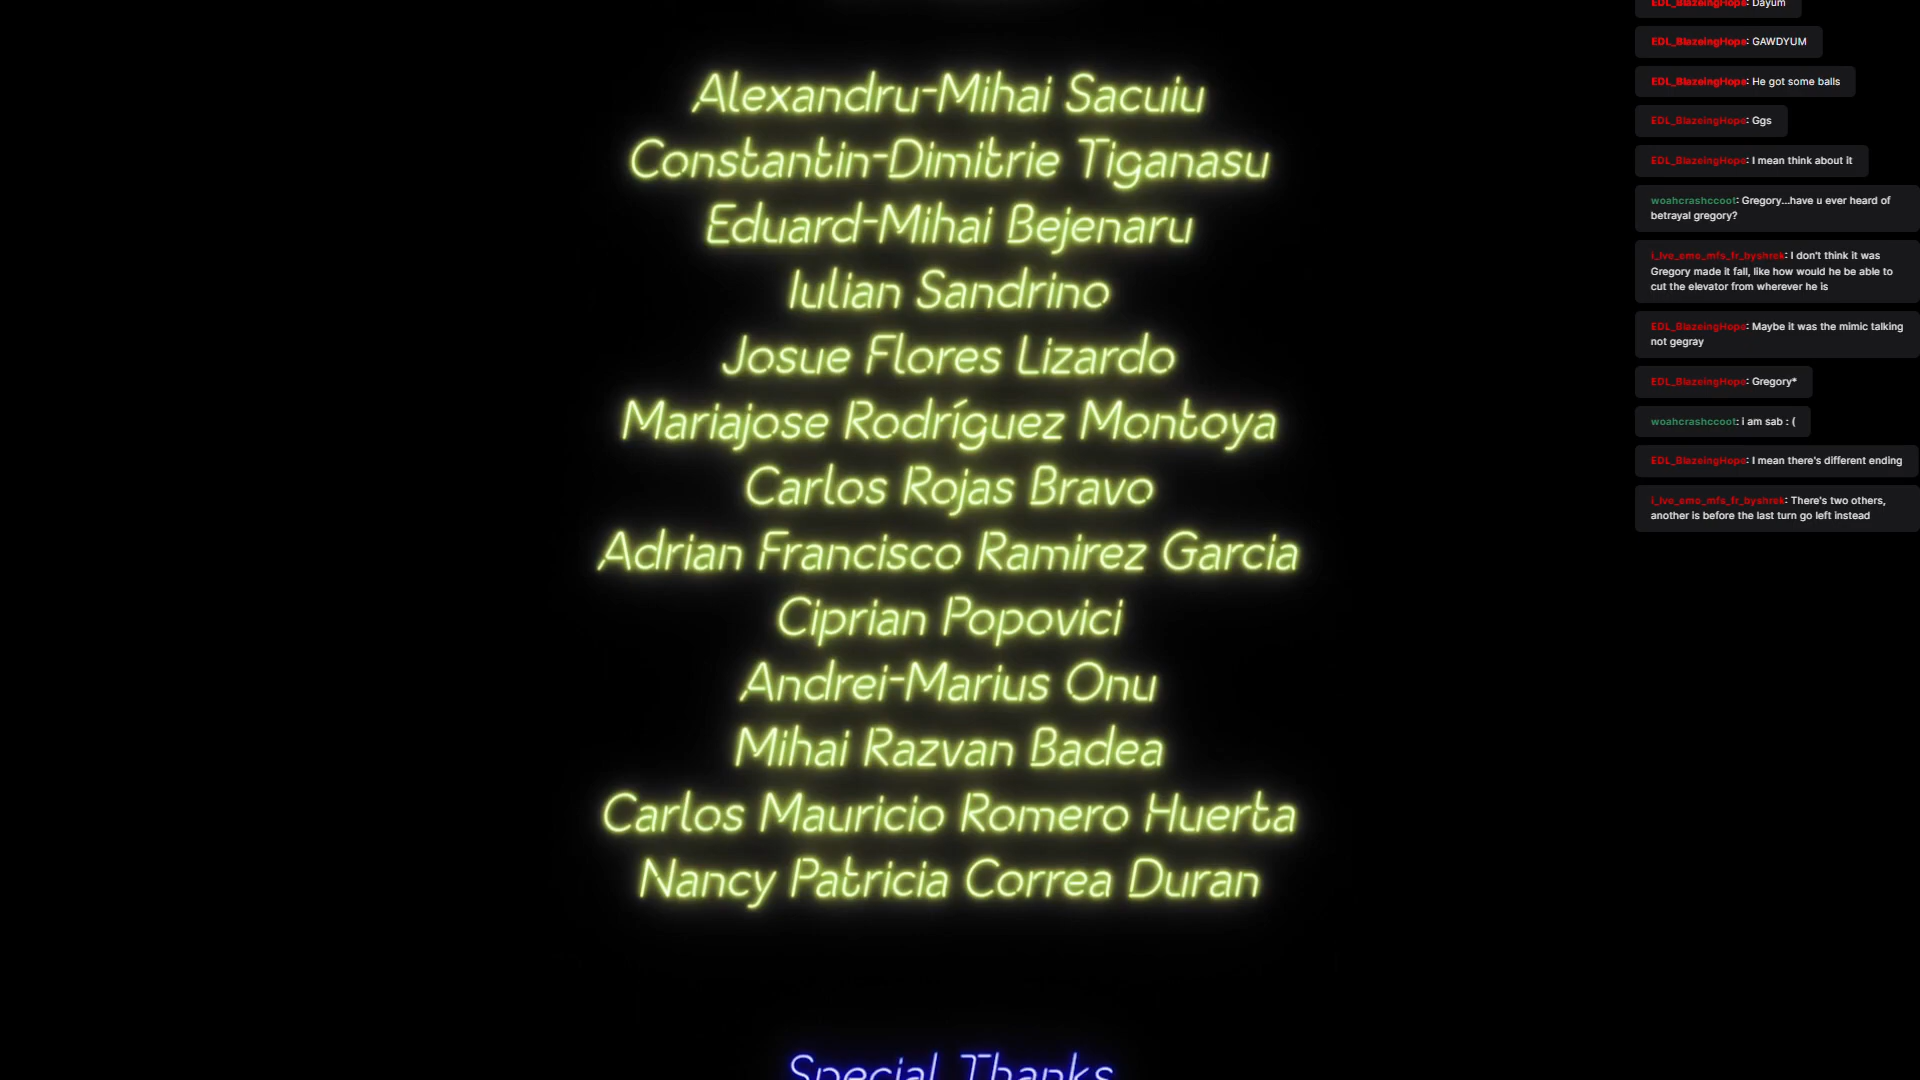 Alexandru-Mihai Sacuiu
Constantin-Dimitrie Tiganasu
Eduard-Mihai Bejenaru
Iulian Sandrino
Josue Flores Lizardo
Mariajose Rodríguez Montoya
Carlos Rojas Bravo
Adrian Francisco Ramirez Garcia
Ciprian Popovici
Andrei-Marius Onu
Mihai Razvan Badea
Carlos Mauricio Romero Huerta
Nancy Patricia Correa Duran
Special Thanks
EDL_BlazeingHope: Dayum
EDL_BlazeingHope: GAWDYUM
EDL_BlazeingHope: He got some balls
EDL_BlazeingHope: Ggs
EDL_BlazeingHope: I mean think about it
woahcrashccoot: Gregory...have u ever heard of
betrayal gregory?
i_lve_eme_mfs_fr_byshrek: I don't think it was
Gregory made it fall, like how would he be able to
cut the elevator from wherever he is
EDL_BlazeingHope: Maybe it was the mimic talking
not gegray
EDL_BlazeingHope: Gregory*
woahcrashccoot: i am sab : (
EDL_BlazeingHope: I mean there's different ending
i_lve_eme_mfs_fr_byshrek: There's two others,
another is before the last turn go left instead